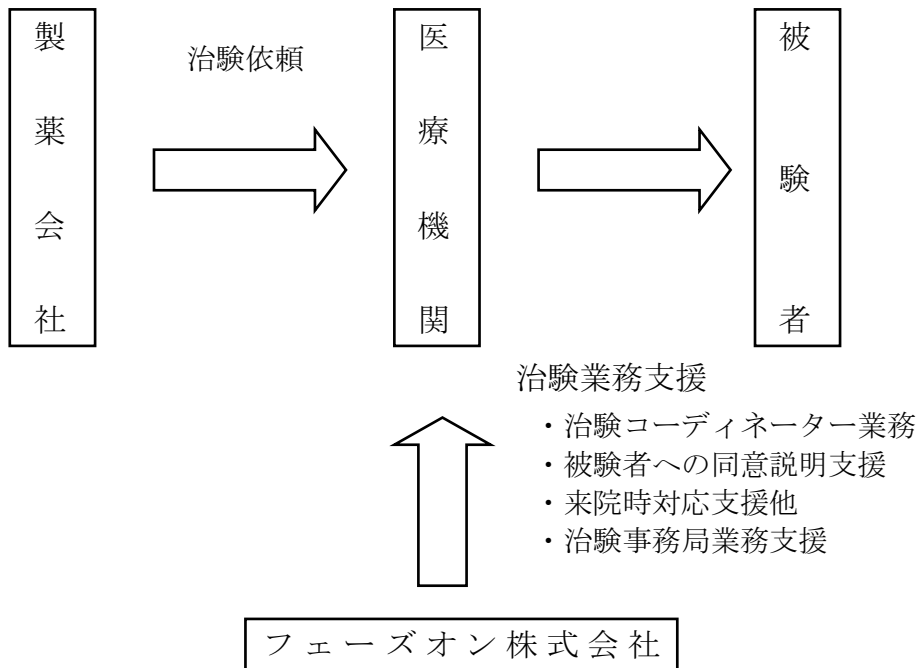 製薬会社
治験依頼
医療機関
被験者
治験業務支援
・治験コーディネーター業務
・被験者への同意説明支援
・来院時対応支援他
・治験事務局業務支援
フェーズオン株式会社